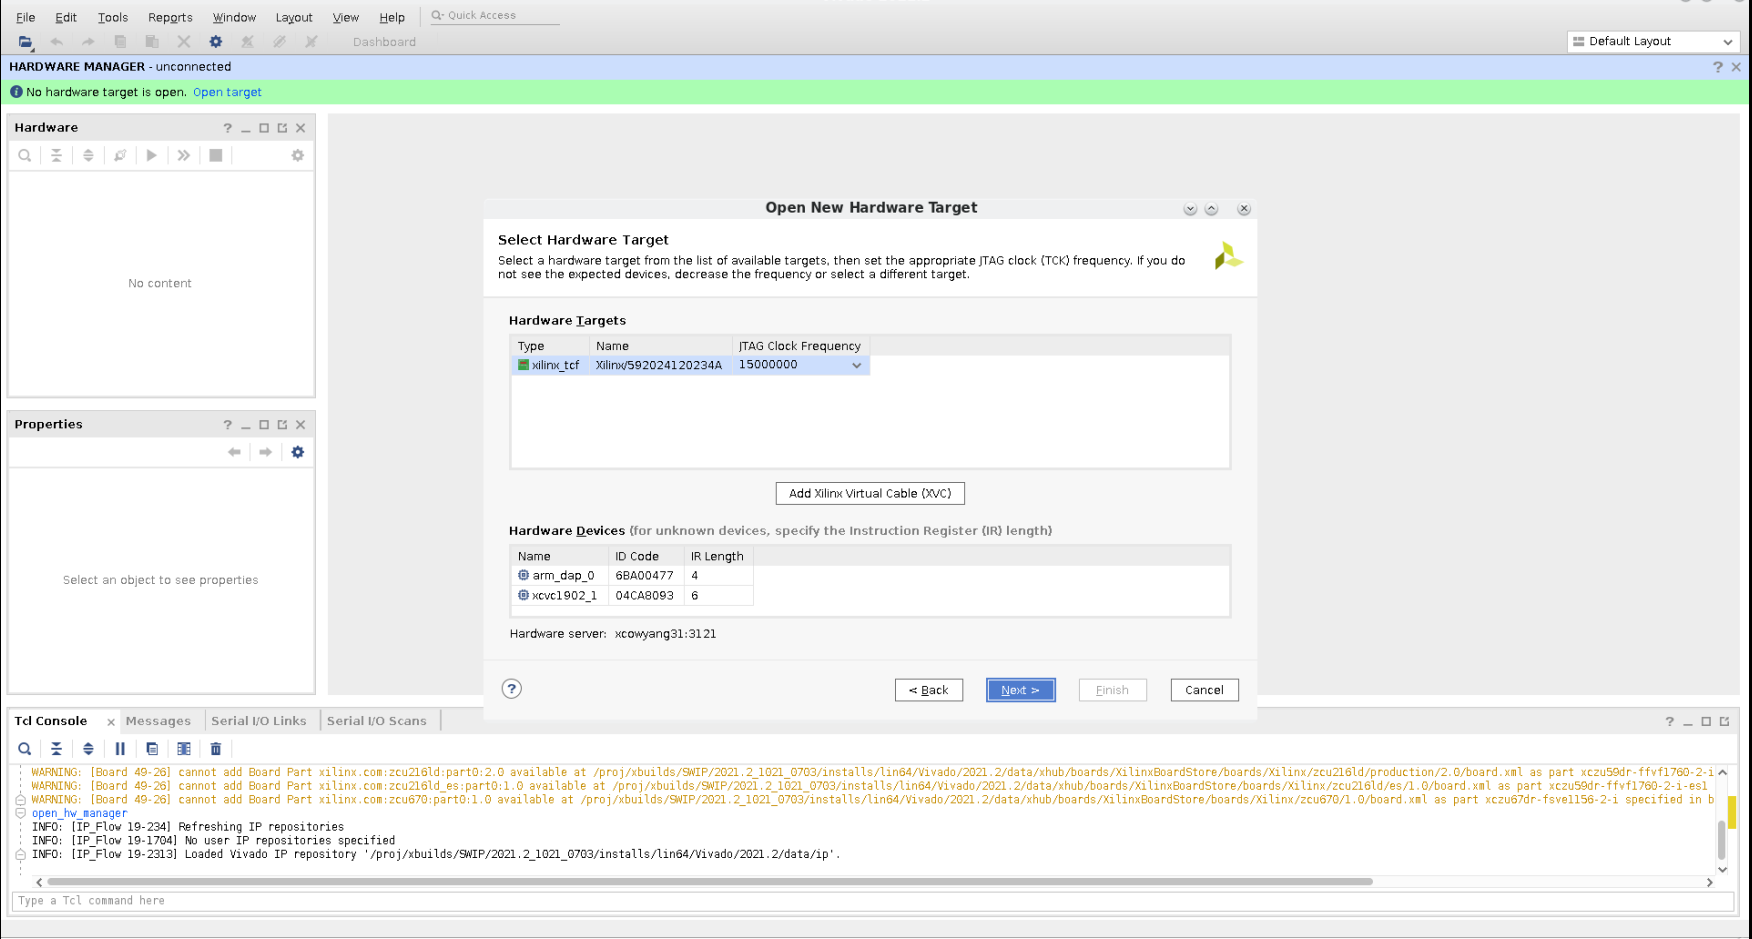 File Edit Tools Reports Window Layout View Help Quick Access
Dashboard Default Layout
HARDWARE MANAGER - unconnected
No hardware target is open. Open target
Hardware
No content
Properties
Select an object to see properties
Open New Hardware Target
Select Hardware Target
Select a hardware target from the list of available targets, then set the appropriate JTAG clock (TCK) frequency. If you do
not see the expected devices, decrease the frequency or select a different target.
Hardware Targets
Type Name JTAG Clock Frequency
xilinx_tcf Xilinx/592024120234A 15000000
Add Xilinx Virtual Cable (XVC)
Hardware Devices (for unknown devices, specify the Instruction Register (IR) length)
Name ID Code IR Length
arm_dap_0 6BA00477 4
xcvc1902_1 04CA8093 6
Hardware server: xcowyang31:3121
< Back Next > Finish Cancel
Tcl Console Messages Serial I/O Links Serial I/O Scans
WARNING: [Board 49-26] cannot add Board Part xilinx.com:zcu216ld:part0:2.0 available at /proj/xbuilds/SWIP/2021.2_1021_0703/installs/lin64/Vivado/2021.2/data/xhub/boards/XilinxBoardStore/boards/Xilinx/zcu216ld/production/2.0/board.xml as part xczu59dr-ffvf1760-2-i
WARNING: [Board 49-26] cannot add Board Part xilinx.com:zcu216ld_es:part0:1.0 available at /proj/xbuilds/SWIP/2021.2_1021_0703/installs/lin64/Vivado/2021.2/data/xhub/boards/XilinxBoardStore/boards/Xilinx/zcu216ld/es/1.0/board.xml as part xczu59dr-ffvf1760-2-i-es1
WARNING: [Board 49-26] cannot add Board Part xilinx.com:zcu670:part0:1.0 available at /proj/xbuilds/SWIP/2021.2_1021_0703/installs/lin64/Vivado/2021.2/data/xhub/boards/XilinxBoardStore/boards/Xilinx/zcu670/1.0/board.xml as part xczu67dr-fsve1156-2-i specified in b
open_hw_manager
INFO: [IP_Flow 19-234] Refreshing IP repositories
INFO: [IP_Flow 19-1704] No user IP repositories specified
INFO: [IP_Flow 19-2313] Loaded Vivado IP repository '/proj/xbuilds/SWIP/2021.2_1021_0703/installs/lin64/Vivado/2021.2/data/ip'.
Type a Tcl command here